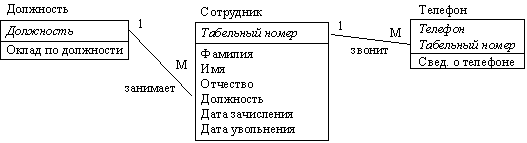 Должность
Должность
Оклад по должности
1
М
занимает
Сотрудник
Табельный номер
Фамилия
Имя
Отчество
Должность
Дата зачисления
Дата увольнения
1
М
звонит
Телефон
Телефон
Табельный номер
Свед. о телефоне